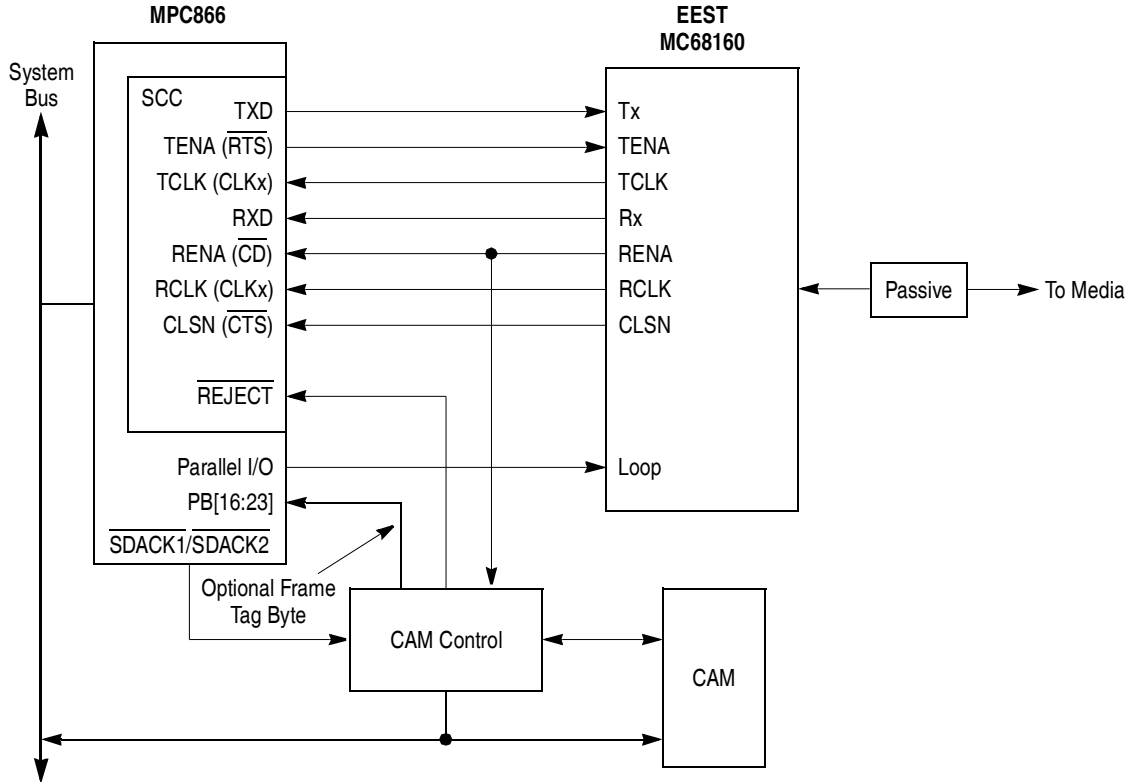 MPC866
EEST
MC68160
System
Bus
SCC
TXD
TENA (RTS)
TCLK (CLKx)
RXD
RENA (CD)
RCLK (CLKx)
CLSN (CTS)
REJECT
Parallel I/O
PB[16:23]
SDACK1/SDACK2
Tx
TENA
TCLK
Rx
RENA
RCLK
CLSN
Loop
Passive
To Media
Optional Frame
Tag Byte
CAM Control
CAM